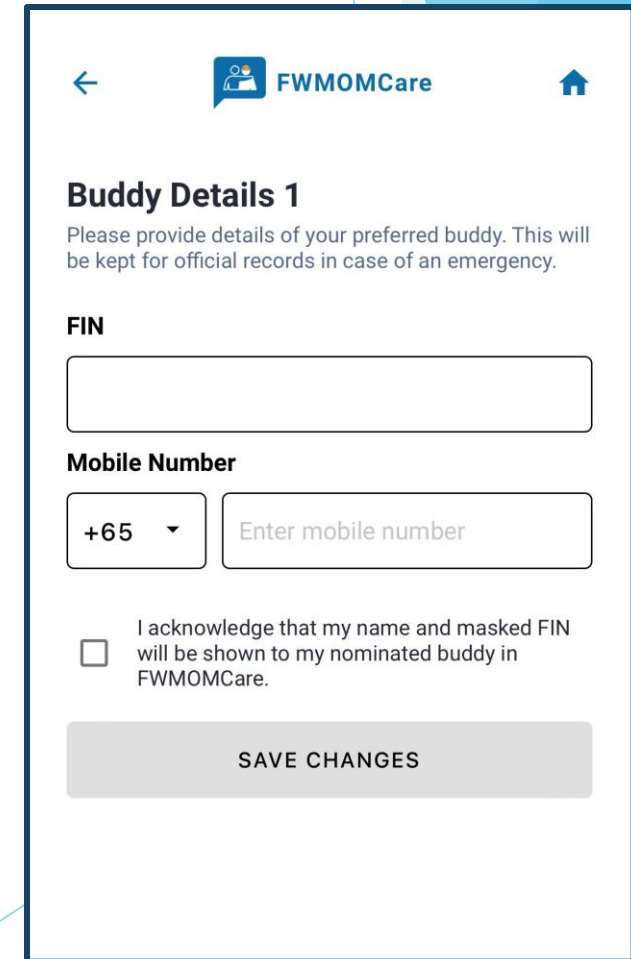 FWMOMCare
Buddy Details 1
Please provide details of your preferred buddy. This will
be kept for official records in case of an emergency.
FIN
Mobile Number
+65
Enter mobile number
I acknowledge that my name and masked FIN
will be shown to my nominated buddy in
FWMOMCare.
SAVE CHANGES